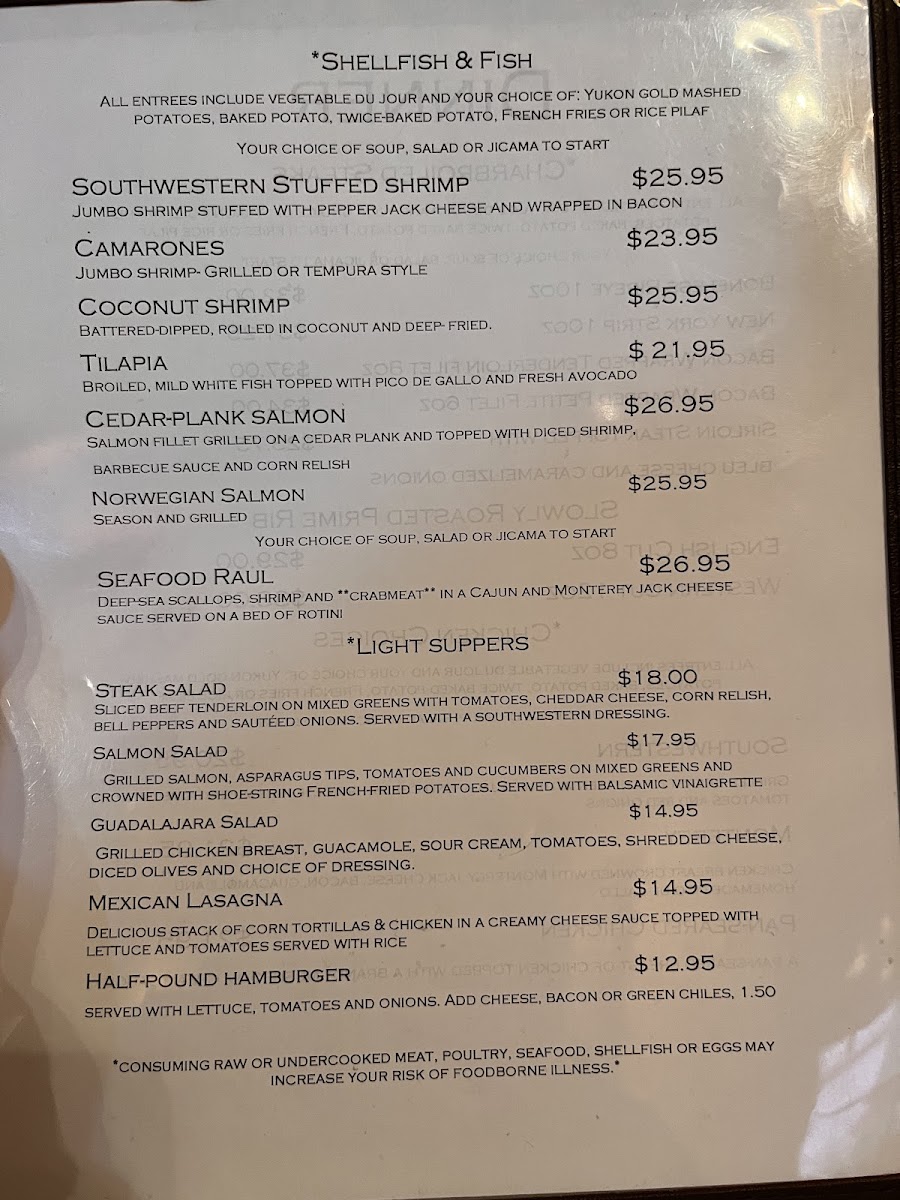 *SHELLFISH & FISH
ALL ENTREES INCLUDE VEGETABLE DU JOUR AND YOUR CHOICE OF: YUKON GOLD MASHED
POTATOES, BAKED POTATO, TWICE-BAKED POTATO, FRENCH FRIES OR RICE PILAF
YOUR CHOICE OF SOUP, SALAD OR JICAMA TO START
SOUTHWESTERN STUFFED SHRIMP $25.95
JUMBO SHRIMP STUFFED WITH PEPPER JACK CHEESE AND WRAPPED IN BACON
CAMARONES $23.95
JUMBO SHRIMP- GRILLED OR TEMPURA STYLE
COCONUT SHRIMP $25.95
BATTERED-DIPPED, ROLLED IN COCONUT AND DEEP- FRIED.
TILAPIA $ 21.95
BROILED, MILD WHITE FISH TOPPED WITH PICO DE GALLO AND FRESH AVOCADO
CEDAR-PLANK SALMON $26.95
SALMON FILLET GRILLED ON A CEDAR PLANK AND TOPPED WITH DICED SHRIMP,
BARBECUE SAUCE AND CORN RELISH
NORWEGIAN SALMON $25.95
SEASON AND GRILLED
YOUR CHOICE OF SOUP, SALAD OR JICAMA TO START
SEAFOOD RAUL $26.95
DEEP-SEA SCALLOPS, SHRIMP AND **CRABMEAT** IN A CAJUN AND MONTEREY JACK CHEESE
SAUCE SERVED ON A BED OF ROTINI
*LIGHT SUPPERS
STEAK SALAD $18.00
SLICED BEEF TENDERLOIN ON MIXED GREENS WITH TOMATOES, CHEDDAR CHEESE, CORN RELISH,
BELL PEPPERS AND SAUTÉED ONIONS. SERVED WITH A SOUTHWESTERN DRESSING.
SALMON SALAD $17.95
GRILLED SALMON, ASPARAGUS TIPS, TOMATOES AND CUCUMBERS ON MIXED GREENS AND
CROWNED WITH SHOE-STRING FRENCH-FRIED POTATOES. SERVED WITH BALSAMIC VINAIGRETTE
GUADALAJARA SALAD $14.95
GRILLED CHICKEN BREAST, GUACAMOLE, SOUR CREAM, TOMATOES, SHREDDED CHEESE,
DICED OLIVES AND CHOICE OF DRESSING.
MEXICAN LASAGNA $14.95
DELICIOUS STACK OF CORN TORTILLAS & CHICKEN IN A CREAMY CHEESE SAUCE TOPPED WITH
LETTUCE AND TOMATOES SERVED WITH RICE
HALF-POUND HAMBURGER $12.95
SERVED WITH LETTUCE, TOMATOES AND ONIONS. ADD CHEESE, BACON OR GREEN CHILES, 1.50
*CONSUMING RAW OR UNDERCOOKED MEAT, POULTRY, SEAFOOD, SHELLFISH OR EGGS MAY
INCREASE YOUR RISK OF FOODBORNE ILLNESS.*